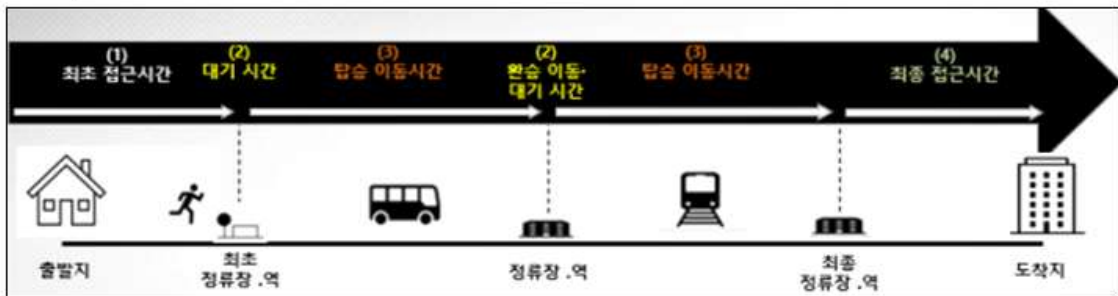 (1)
최초 접근시간
(2)
대기 시간
(3)
탑승 이동시간
(2)
환승 이동·
대기 시간
(3)
탑승 이동시간
(4)
최종 접근시간
출발지
최초
정류장 .역
정류장 .역
최종
정류장 .역
도착지